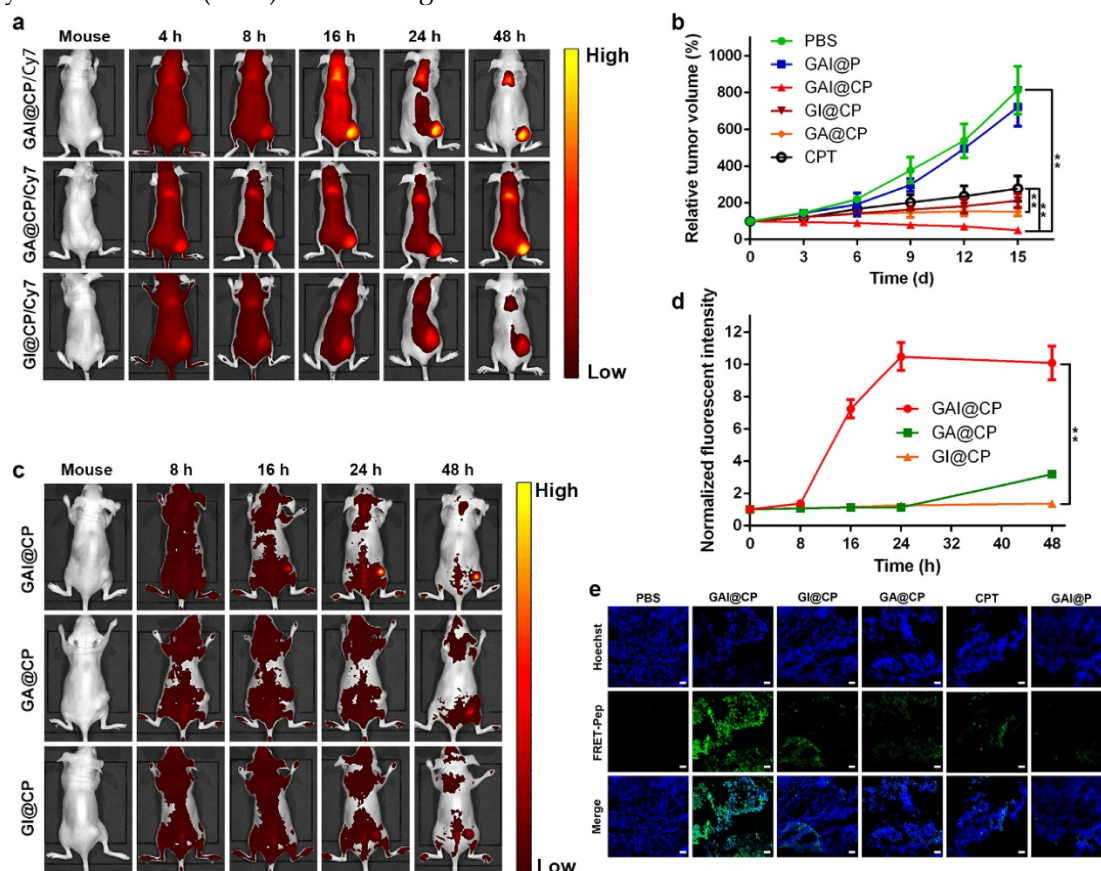 a
Mouse 4 h 8 h 16 h 24 h 48 h
GAI@CP/Cy7
GA@CP/Cy7
GI@CP/Cy7
High
Low
b
Relative tumor volume (%)
1000
800
600
400
200
0
0 3 6 9 12 15
Time (d)
PBS
GAI@P
GAI@CP
GI@CP
GA@CP
CPT
**
**
**
c
Mouse 8 h 16 h 24 h 48 h
GAI@CP
GA@CP
GI@CP
High
Low
d
Normalized fluorescent intensity
12
10
8
6
4
2
0
0 8 16 24 32 40 48
Time (h)
GAI@CP
GA@CP
GI@CP
**
e
PBS GAI@CP GI@CP GA@CP CPT GAI@P
Hoechst
FRET-Pep
Merge